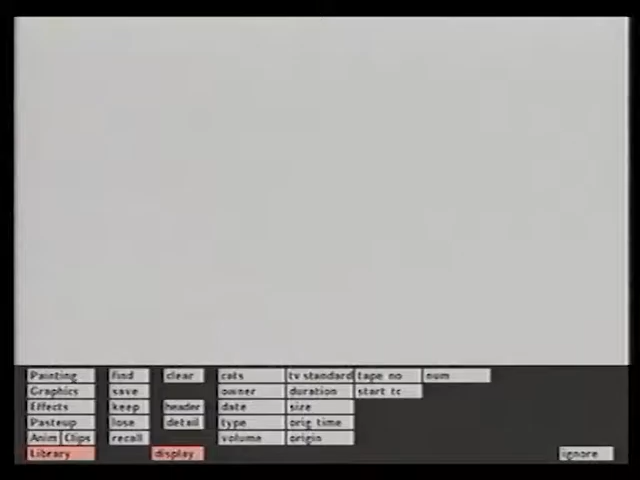 Painting find clear cats tv standard tape no num
Graphics save owner duration start tc
Effects keep header date size
Pasteup lose detail type orig time
Anim Clips recall volume origin
Library display ignore